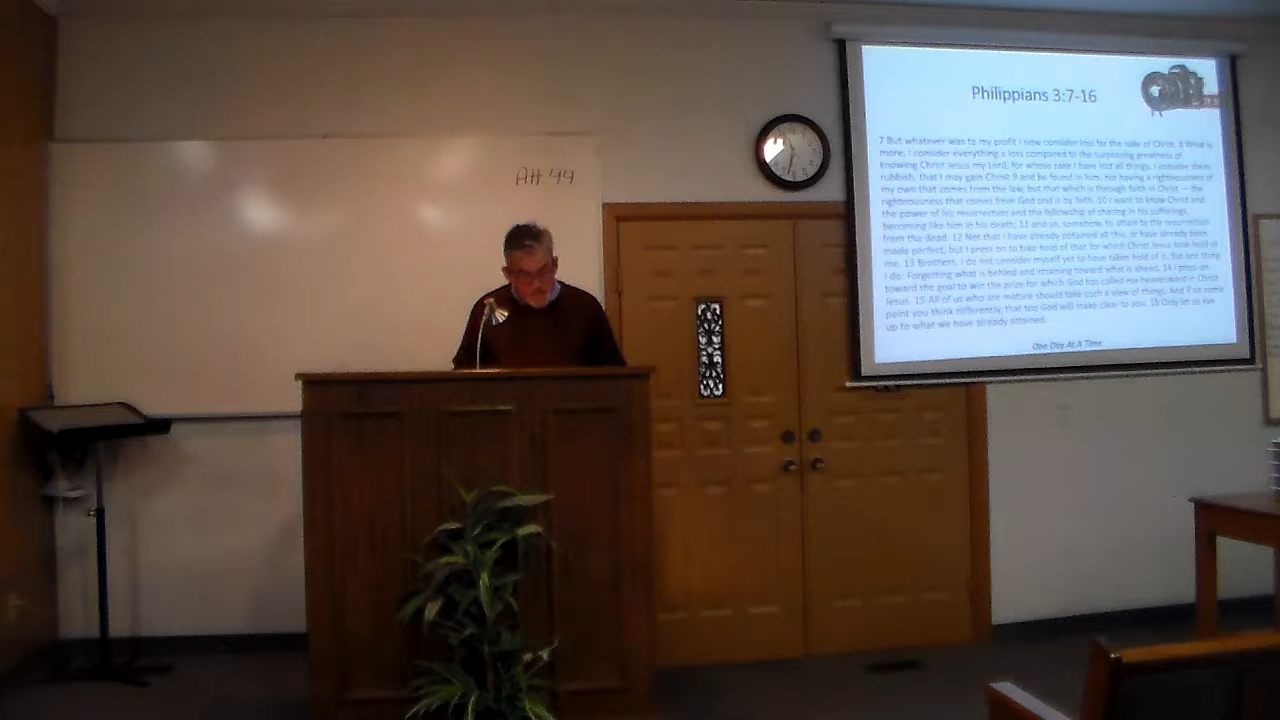 Att: 44
Philippians 3:7-16
7 But whatever was to my profit I now consider loss for the sake of Christ. 8 What is
more, I consider everything a loss compared to the surpassing greatness of
knowing Christ Jesus my Lord, for whose sake I have lost all things. I consider them
rubbish, that I may gain Christ 9 and be found in him, not having a righteousness of
my own that comes from the law, but that which is through faith in Christ — the
righteousness that comes from God and is by faith. 10 I want to know Christ and
the power of his resurrection and the fellowship of sharing in his sufferings,
becoming like him in his death, 11 and so, somehow, to attain to the resurrection
from the dead. 12 Not that I have already obtained all this, or have already been
made perfect, but I press on to take hold of that for which Christ Jesus took hold of
me. 13 Brothers, I do not consider myself yet to have taken hold of it. But one thing
I do: Forgetting what is behind and straining toward what is ahead, 14 I press on
toward the goal to win the prize for which God has called me heavenward in Christ
Jesus. 15 All of us who are mature should take such a view of things. And if on some
point you think differently, that too God will make clear to you. 16 Only let us live
up to what we have already attained.
One Day At A Time